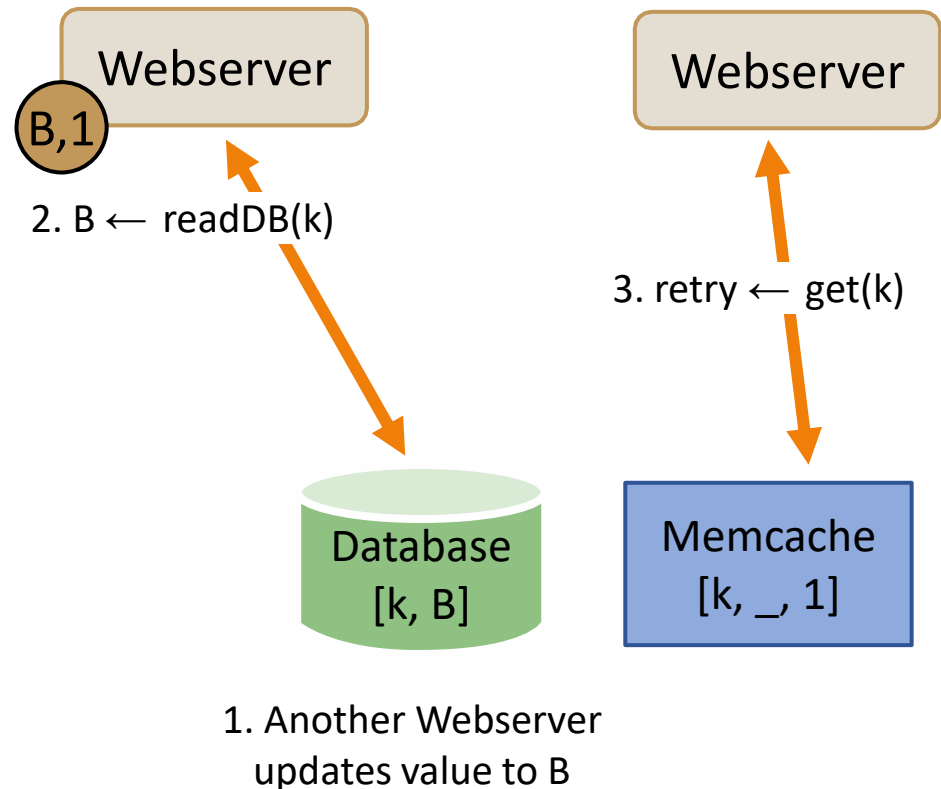 Webserver
Webserver
B,1
2. B ← readDB(k)
3. retry ← get(k)
Database
[k, B]
Memcache
[k, _, 1]
1. Another Webserver
updates value to B